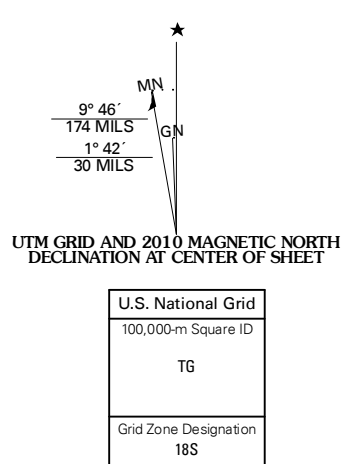 ★
MN
9° 46´
174 MILS
GN
1° 42´
30 MILS
UTM GRID AND 2010 MAGNETIC NORTH
DECLINATION AT CENTER OF SHEET
U.S. National Grid
100,000-m Square ID
TG
Grid Zone Designation
18S